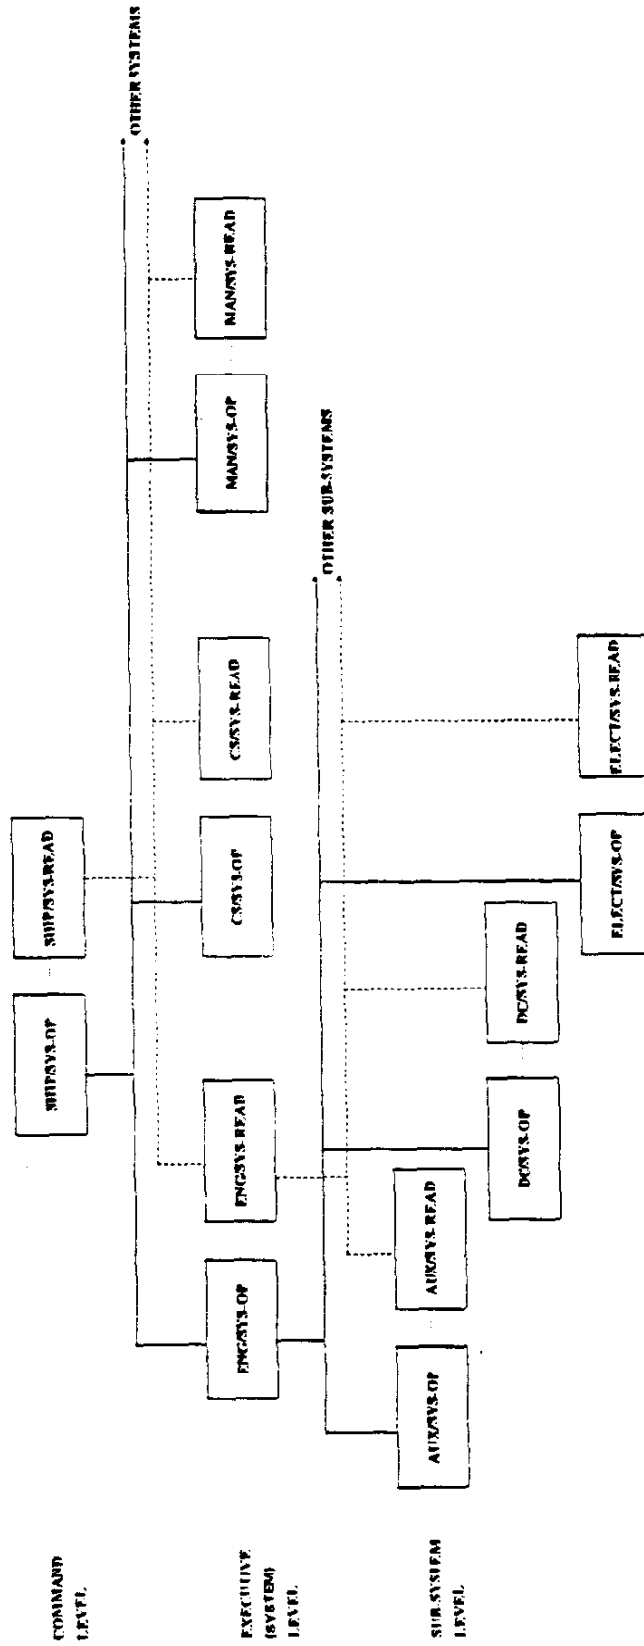 COMMAND
LEVEL
SHIP/SYS-OP
SHIP/SYS-READ
OTHER SYSTEMS
EXECUTIVE
(SYSTEM)
LEVEL
ENG/SYS-OP
ENG/SYS-READ
CS/SYS-OP
CS/SYS-READ
MAN/SYS-OP
MAN/SYS-READ
OTHER SUB-SYSTEMS
SUB-SYSTEM
LEVEL
AUX/SYS-OP
AUX/SYS-READ
DC/SYS-OP
DC/SYS-READ
ELECT/SYS-OP
ELECT/SYS-READ